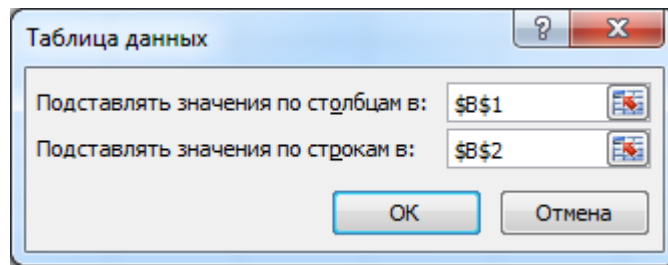 Таблица данных
Подставлять значения по столбцам в: $B$1
Подставлять значения по строкам в: $B$2
ОК Отмена